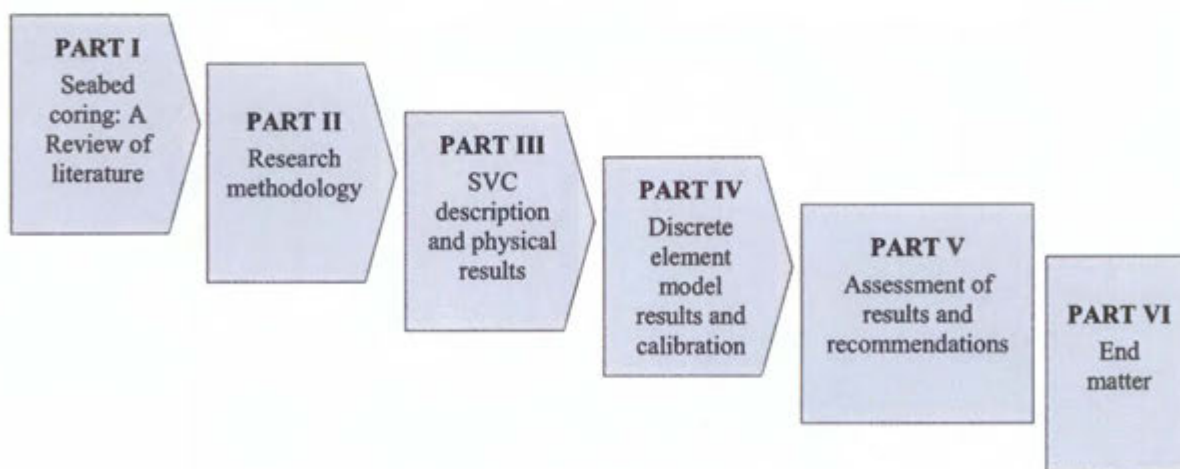 PART I
Seabed
coring: A
Review of
literature
PART II
Research
methodology
PART III
SVC
description
and physical
results
PART IV
Discrete
element
model
results and
calibration
PART V
Assessment of
results and
recommendations
PART VI
End
matter